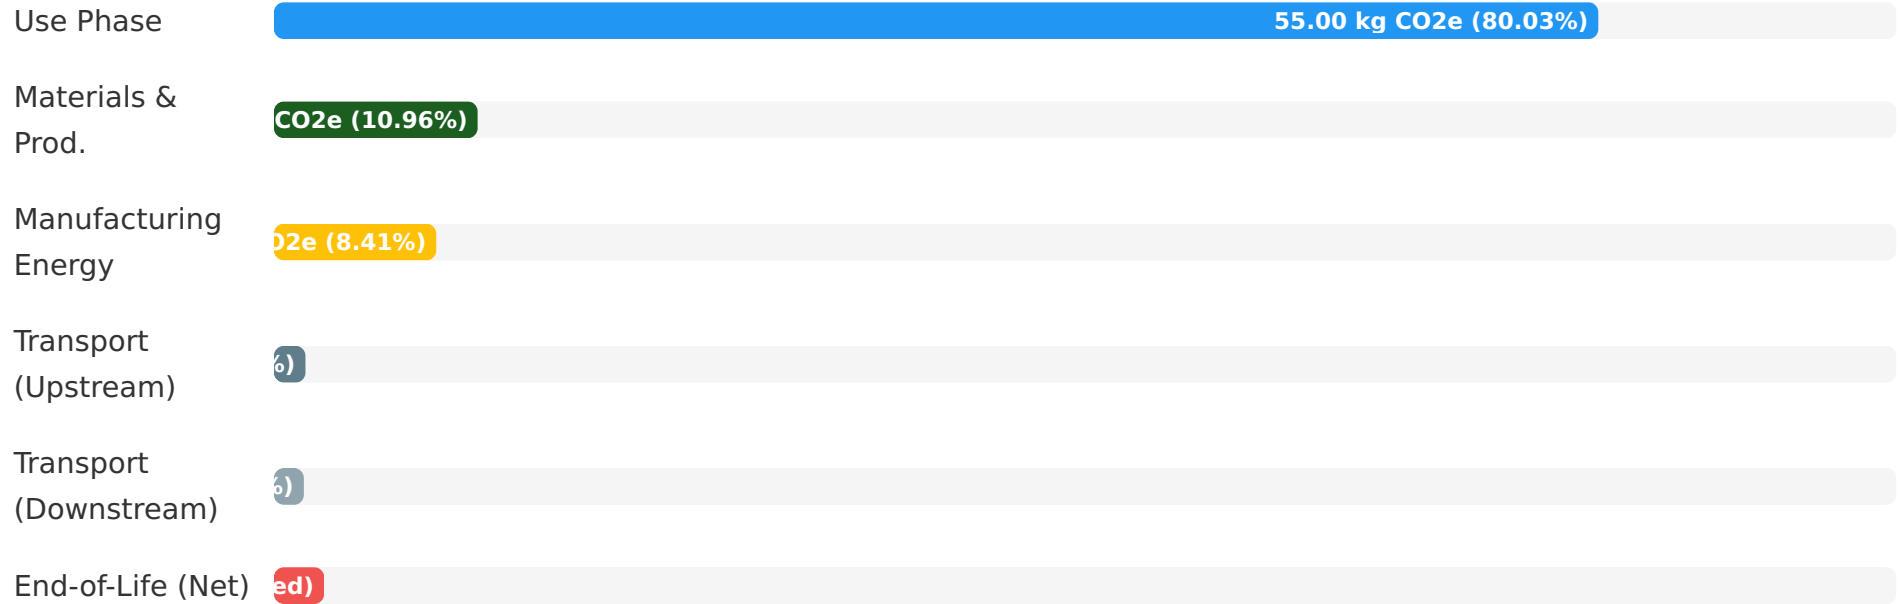 Use Phase
55.00 kg CO2e (80.03%)
Materials &
Prod.
CO2e (10.96%)
Manufacturing
Energy
O2e (8.41%)
Transport
(Upstream)
%)
Transport
(Downstream)
%)
End-of-Life (Net)
ed)